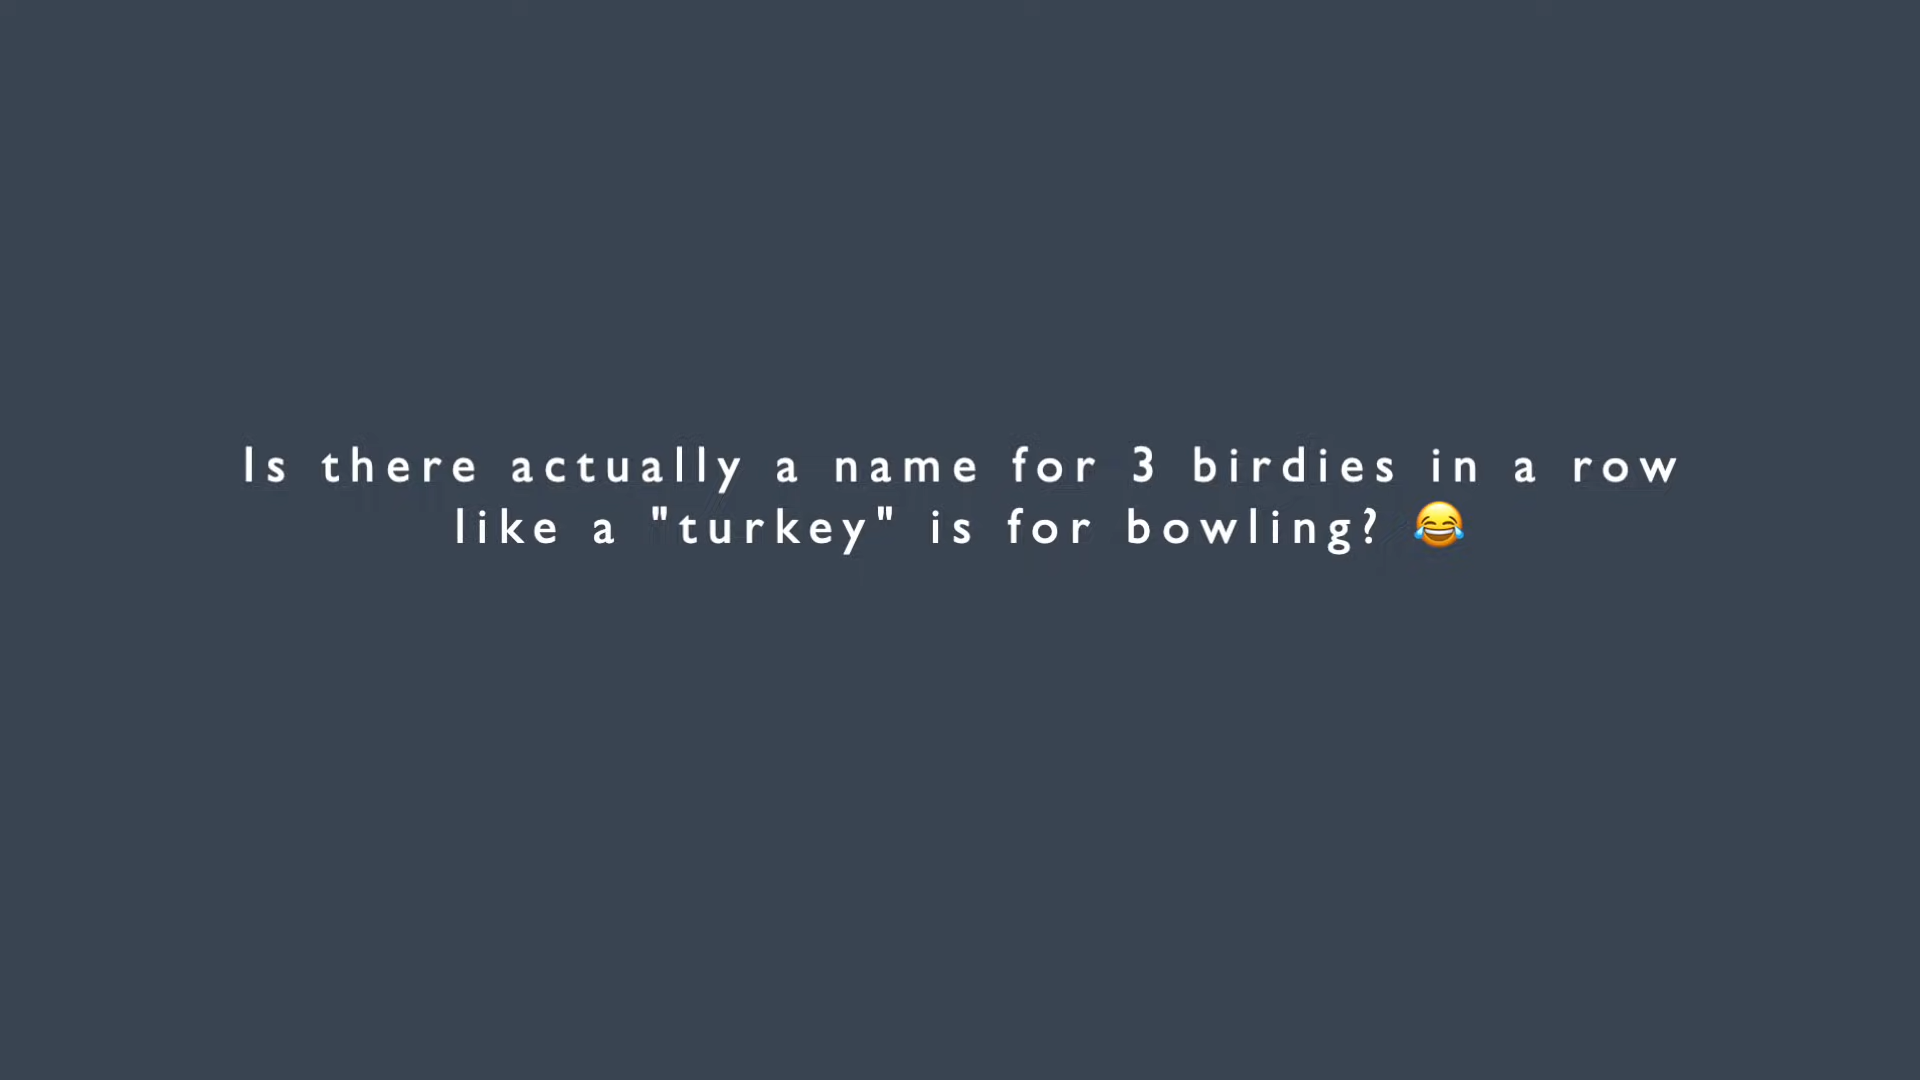 Is there actually a name for 3 birdies in a row
like a "turkey" is for bowling? 😂